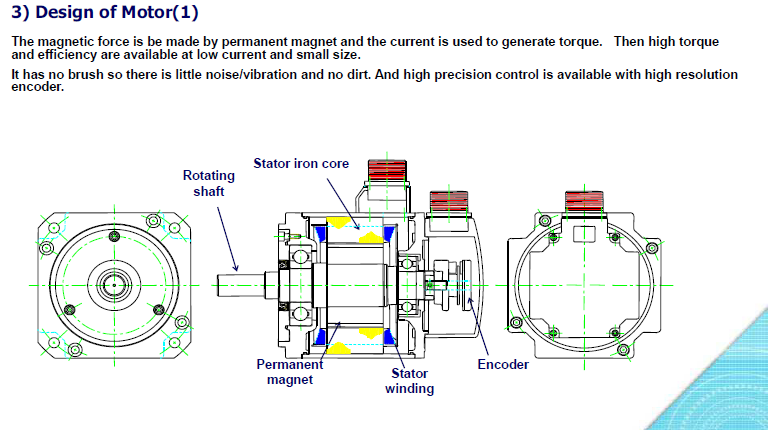 3) Design of Motor(1)
The magnetic force is be made by permanent magnet and the current is used to generate torque.   Then high torque
and efficiency are available at low current and small size.
It has no brush so there is little noise/vibration and no dirt. And high precision control is available with high resolution
encoder.
Stator iron core
Rotating
shaft
Permanent
magnet
Stator
winding
Encoder